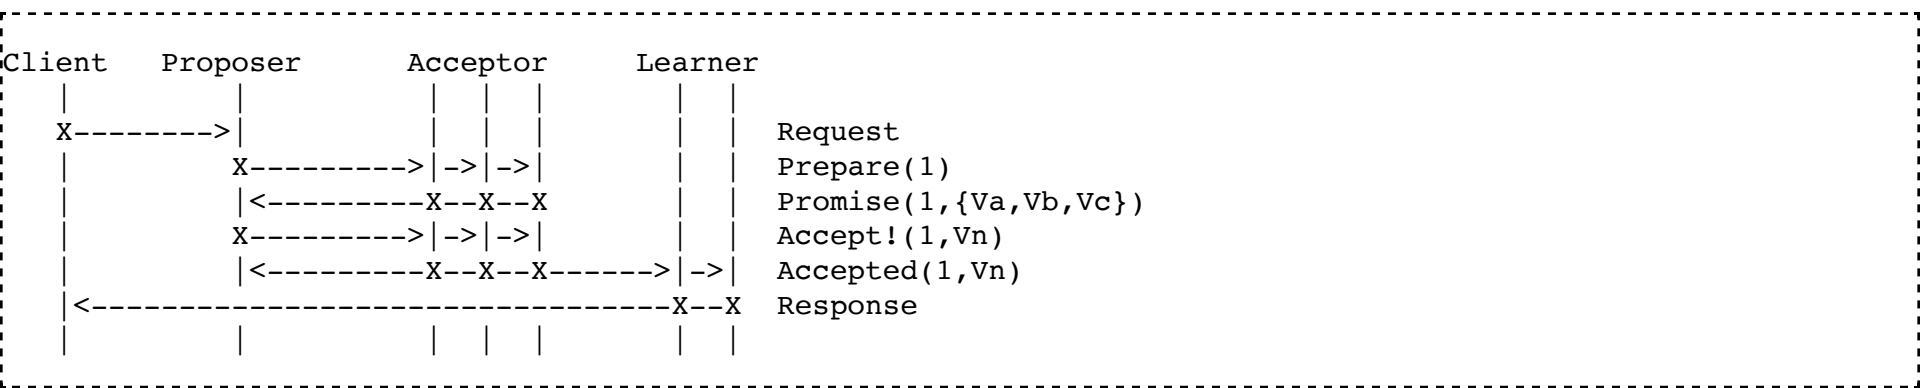 Client   Proposer      Acceptor     Learner
   |         |          |  |  |       |  |
   X-------->|          |  |  |       |  |  Request
   |         X--------->|->|->|       |  |  Prepare(1)
   |         |<---------X--X--X       |  |  Promise(1,{Va,Vb,Vc})
   |         X--------->|->|->|       |  |  Accept!(1,Vn)
   |         |<---------X--X--X------>|->|  Accepted(1,Vn)
   |<---------------------------------X--X  Response
   |         |          |  |  |       |  |